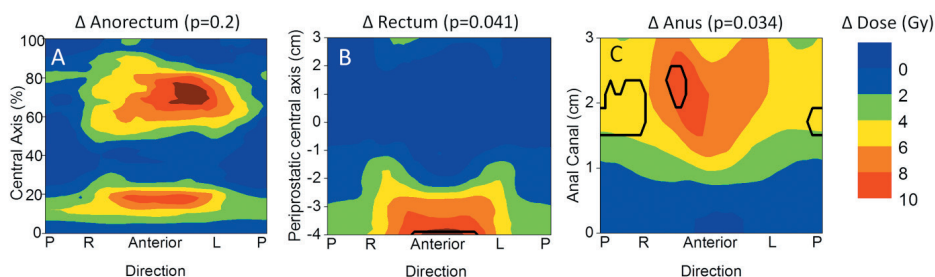 Δ Anorectum (p=0.2)
A
Central Axis (%)
100
80
60
40
20
0
P R Anterior L P
Direction
Δ Rectum (p=0.041)
B
Periprostatic central axis (cm)
3
2
1
0
-1
-2
-3
-4
P R Anterior L P
Direction
Δ Anus (p=0.034)
C
Anal Canal (cm)
3
2
1
0
P R Anterior L P
Direction
Δ Dose (Gy)
0
2
4
6
8
10